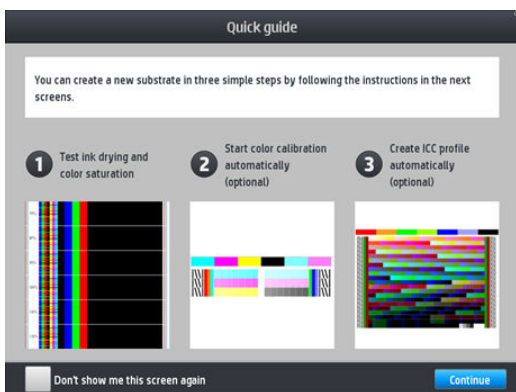 Quick guide
You can create a new substrate in three simple steps by following the instructions in the next
screens.
1 Test ink drying and
color saturation
2 Start color calibration
automatically
(optional)
3 Create ICC profile
automatically
(optional)
Don't show me this screen again
Continue